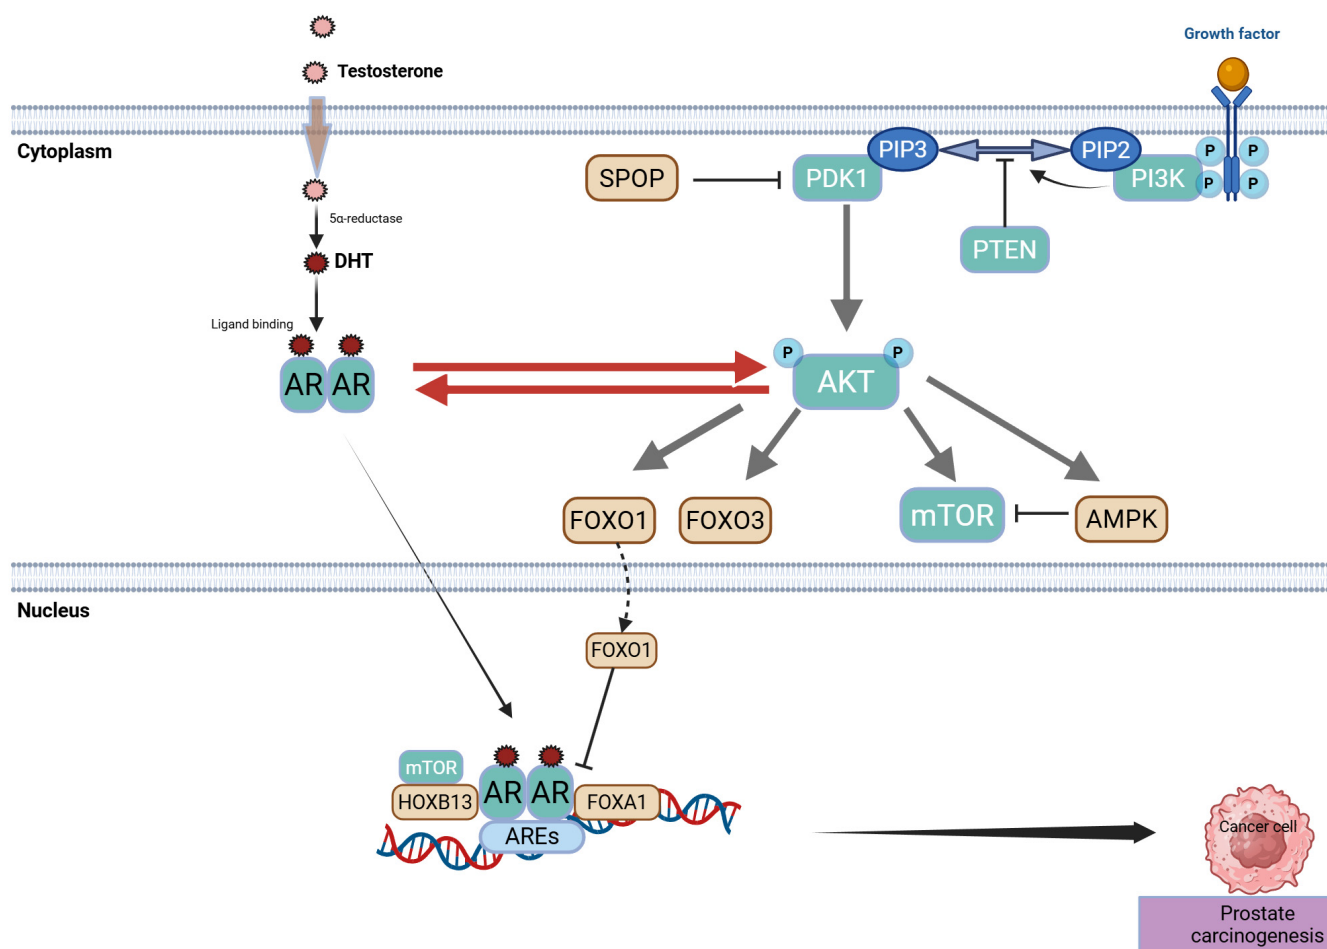 Growth factor
Testosterone
Cytoplasm
PIP3
PIP2
P
P
SPOP
PDK1
PI3K
P
P
5α-reductase
PTEN
DHT
Ligand binding
P
P
AR
AR
AKT
FOXO1
FOXO3
mTOR
AMPK
Nucleus
FOXO1
mTOR
HOXB13
AR
AR
FOXA1
AREs
Cancer cell
Prostate
carcinogenesis